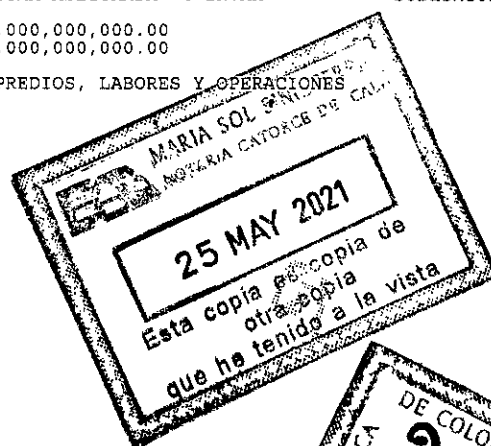 000,000,000.00
000,000,000.00
PREDIOS, LABORES Y OPERACIONES
MARIA SOL
NOTARIA CATORCE DE CALI
25 MAY 2021
Esta copia es copia de
otra copia
que he tenido a la vista
DE COLO